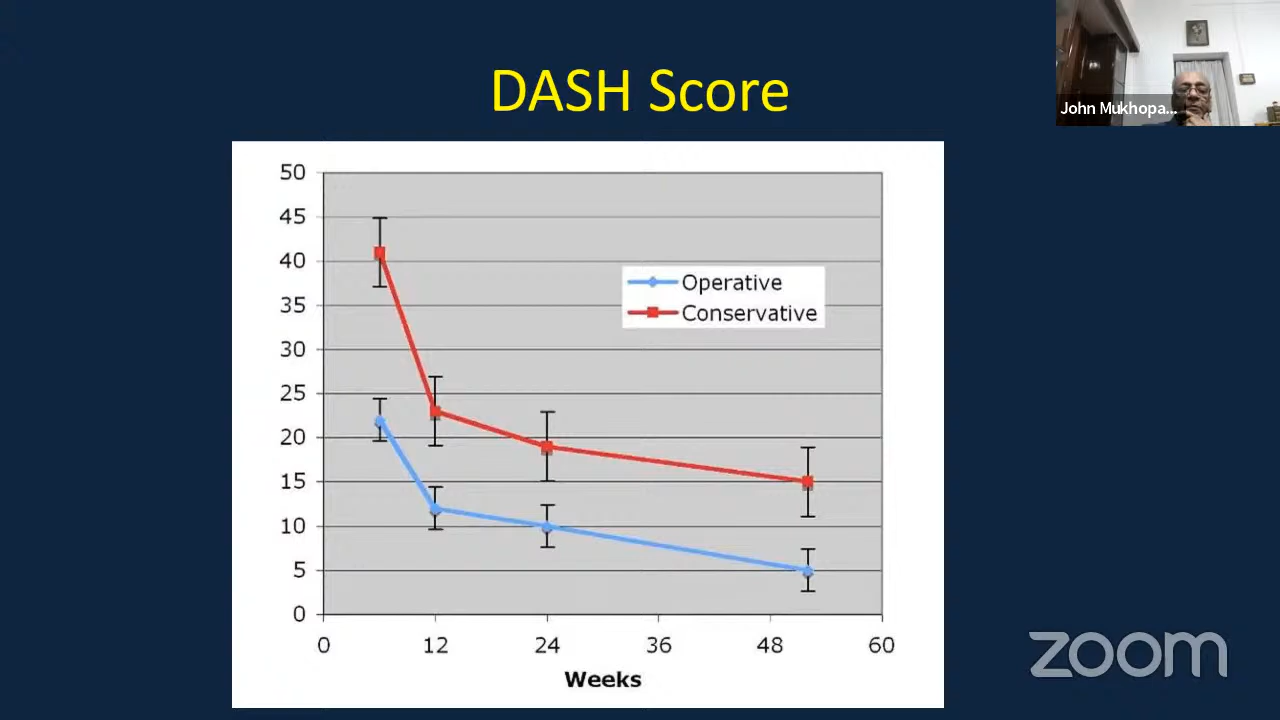 DASH Score
John Mukhopa...
50
45
40
35
30
25
20
15
10
5
0
Operative
Conservative
0 12 24 36 48 60
Weeks
zoom